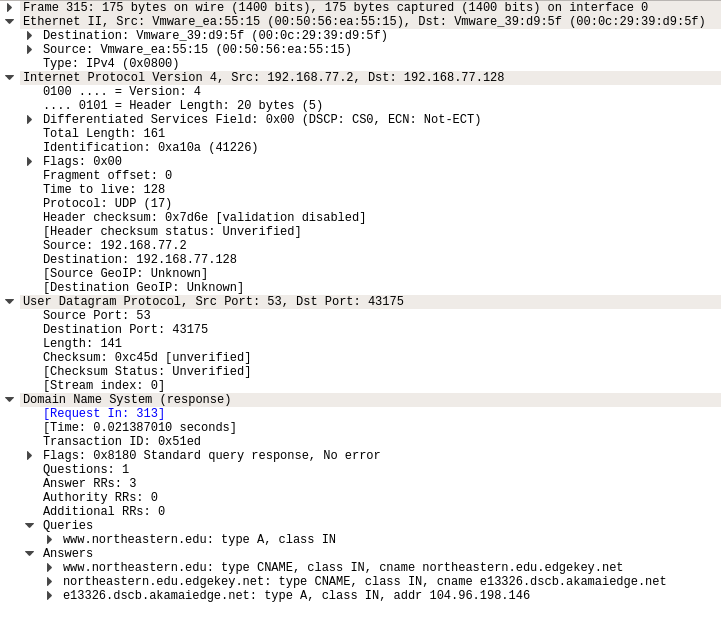 Frame 315: 175 bytes on wire (1400 bits), 175 bytes captured (1400 bits) on interface 0
Ethernet II, Src: Vmware_ea:55:15 (00:50:56:ea:55:15), Dst: Vmware_39:d9:5f (00:0c:29:39:d9:5f)
Destination: Vmware_39:d9:5f (00:0c:29:39:d9:5f)
Source: Vmware_ea:55:15 (00:50:56:ea:55:15)
Type: IPv4 (0x0800)
Internet Protocol Version 4, Src: 192.168.77.2, Dst: 192.168.77.128
0100 .... = Version: 4
.... 0101 = Header Length: 20 bytes (5)
Differentiated Services Field: 0x00 (DSCP: CS0, ECN: Not-ECT)
Total Length: 161
Identification: 0xa10a (41226)
Flags: 0x00
Fragment offset: 0
Time to live: 128
Protocol: UDP (17)
Header checksum: 0x7d6e [validation disabled]
[Header checksum status: Unverified]
Source: 192.168.77.2
Destination: 192.168.77.128
[Source GeoIP: Unknown]
[Destination GeoIP: Unknown]
User Datagram Protocol, Src Port: 53, Dst Port: 43175
Source Port: 53
Destination Port: 43175
Length: 141
Checksum: 0xc45d [unverified]
[Checksum Status: Unverified]
[Stream index: 0]
Domain Name System (response)
[Request In: 313]
[Time: 0.021387010 seconds]
Transaction ID: 0x51ed
Flags: 0x8180 Standard query response, No error
Questions: 1
Answer RRs: 3
Authority RRs: 0
Additional RRs: 0
Queries
www.northeastern.edu: type A, class IN
Answers
www.northeastern.edu: type CNAME, class IN, cname northeastern.edu.edgekey.net
northeastern.edu.edgekey.net: type CNAME, class IN, cname e13326.dscb.akamaiedge.net
e13326.dscb.akamaiedge.net: type A, class IN, addr 104.96.198.146